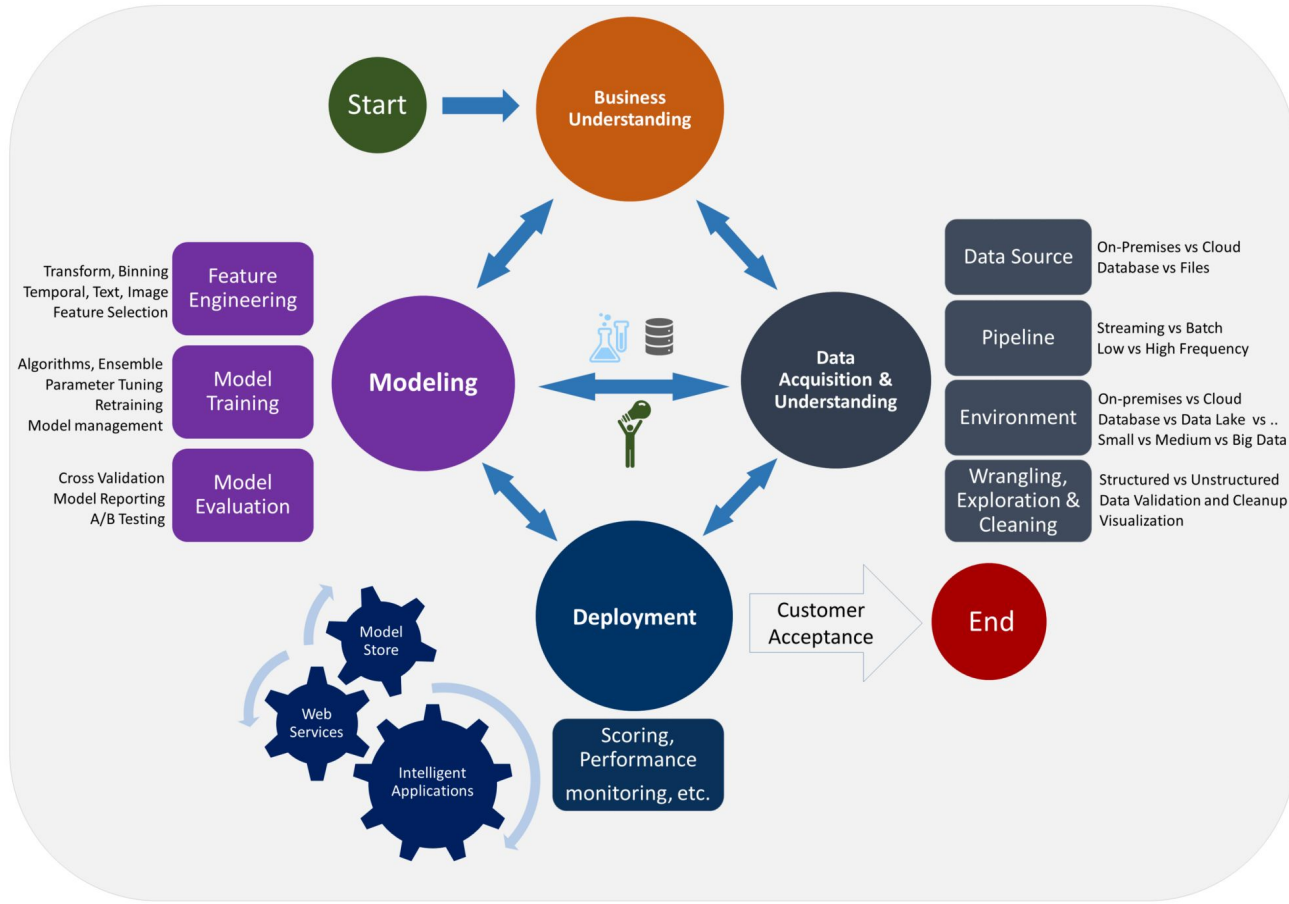 Start
Business
Understanding
Feature
Engineering
Transform, Binning
Temporal, Text, Image
Feature Selection
Model
Training
Algorithms, Ensemble
Parameter Tuning
Retraining
Model management
Model
Evaluation
Cross Validation
Model Reporting
A/B Testing
Modeling
Data
Acquisition &
Understanding
Data Source
On-Premises vs Cloud
Database vs Files
Pipeline
Streaming vs Batch
Low vs High Frequency
Environment
On-premises vs Cloud
Database vs Data Lake vs ..
Small vs Medium vs Big Data
Wrangling,
Exploration &
Cleaning
Structured vs Unstructured
Data Validation and Cleanup
Visualization
Deployment
Customer
Acceptance
End
Model
Store
Web
Services
Intelligent
Applications
Scoring,
Performance
monitoring, etc.